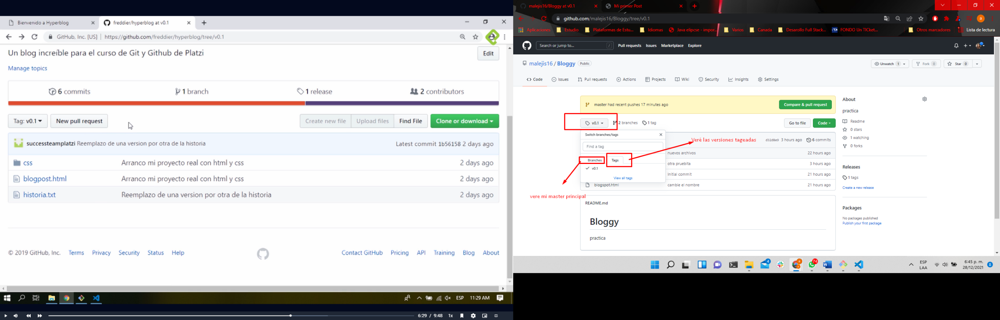 Bienvenido a Hyperblog
freddier/hyperblog at v0.1
GitHub, Inc. [US] | https://github.com/freddier/hyperblog/tree/v0.1
Un blog increíble para el curso de Git y Github de Platzi
Edit
Manage topics
6 commits
1 branch
1 release
2 contributors
Tag: v0.1
New pull request
Create new file
Upload files
Find File
Clone or download
successteamplatzi Reemplazo de una version por otra de la historia
Latest commit 1b56158 2 days ago
css
Arranco mi proyecto real con html y css
2 days ago
blogpost.html
Arranco mi proyecto real con html y css
2 days ago
historia.txt
Reemplazo de una version por otra de la historia
2 days ago
© 2019 GitHub, Inc.
Terms
Privacy
Security
Status
Help
Contact GitHub
Pricing
API
Training
Blog
About
ESP
11:29 AM
6:29 / 9:48
1x
malejis16/Bloggy at v0.1
Mi primer Post
github.com/malejis16/Bloggy/tree/v0.1
a
Aplicaciones
Estudio
Plataformas de Estu...
Idiomas
Java elipcse - impor...
Varios
Canada
Desarollo Full Stack...
FONDO Un TICket...
Otros marcadores
Lista de lectura
Search or jump to...
/
Pull requests
Issues
Marketplace
Explore
malejis16 / Bloggy
Public
Unwatch 1
Fork 0
Star 0
Code
Issues
Pull requests
Actions
Projects
Wiki
Security
Insights
Settings
master had recent pushes 17 minutes ago
Compare & pull request
v0.1
2 branches
1 tag
Go to file
Code
Switch branches/tags
Find a tag
Branches
Tags
v0.1
View all tags
Veré las versiones tageadas
vere mi master principal
d32d8e9 3 hours ago
6 commits
nuevos archivos
22 hours ago
otra pruebita
3 hours ago
Initial commit
21 hours ago
blogspot.html
cambie el nombre
21 hours ago
README.md
Bloggy
practica
About
practica
Readme
0 stars
1 watching
0 forks
Releases
1 tags
Create a new release
Packages
No packages published
Publish your first package
4
74
ESP
LAA
6:45 p. m.
28/12/2021
8